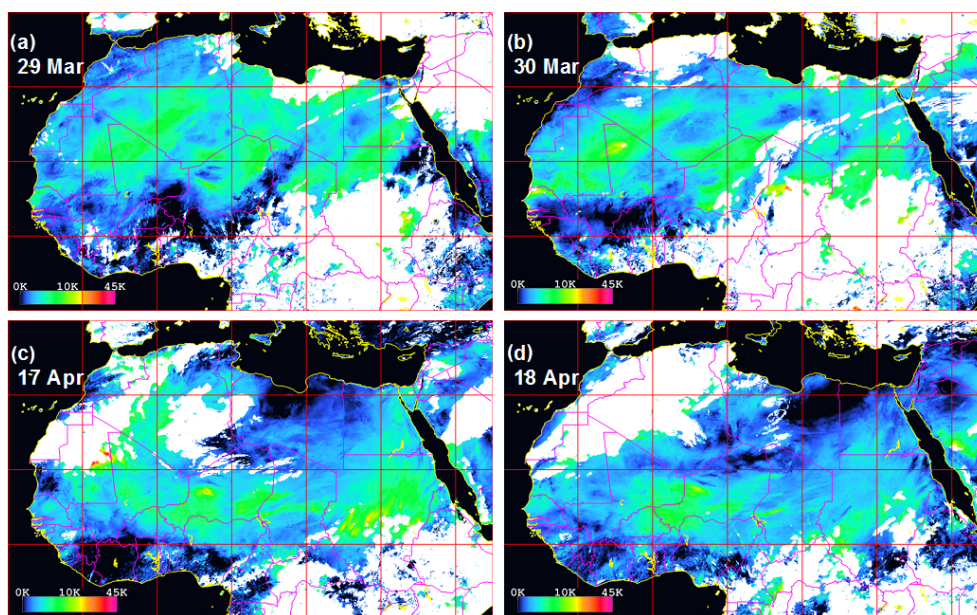 (a)
29 Mar
0K 10K 45K
(b)
30 Mar
0K 10K 45K
(c)
17 Apr
0K 10K 45K
(d)
18 Apr
0K 10K 45K